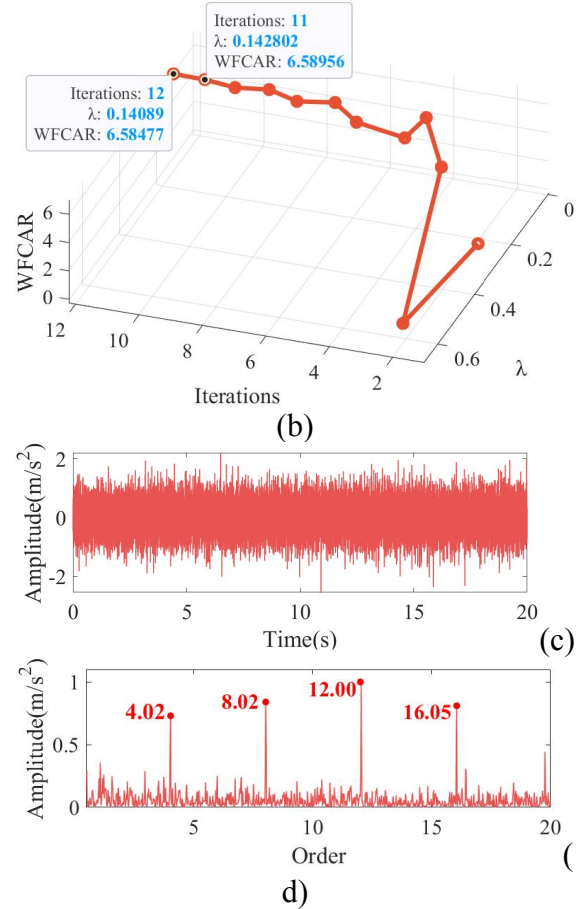 Iterations: 11
λ: 0.142802
WFCAR: 6.58956
Iterations: 12
λ: 0.14089
WFCAR: 6.58477
WFCAR
6
4
2
0
12
10
8
6
4
2
Iterations
0
0.2
0.4
0.6
λ
(b)
Amplitude(m/s²)
2
0
-2
0
5
10
15
20
Time(s)
(c)
Amplitude(m/s²)
1
0.5
0
4.02
8.02
12.00
16.05
5
10
15
20
Order
(
d)